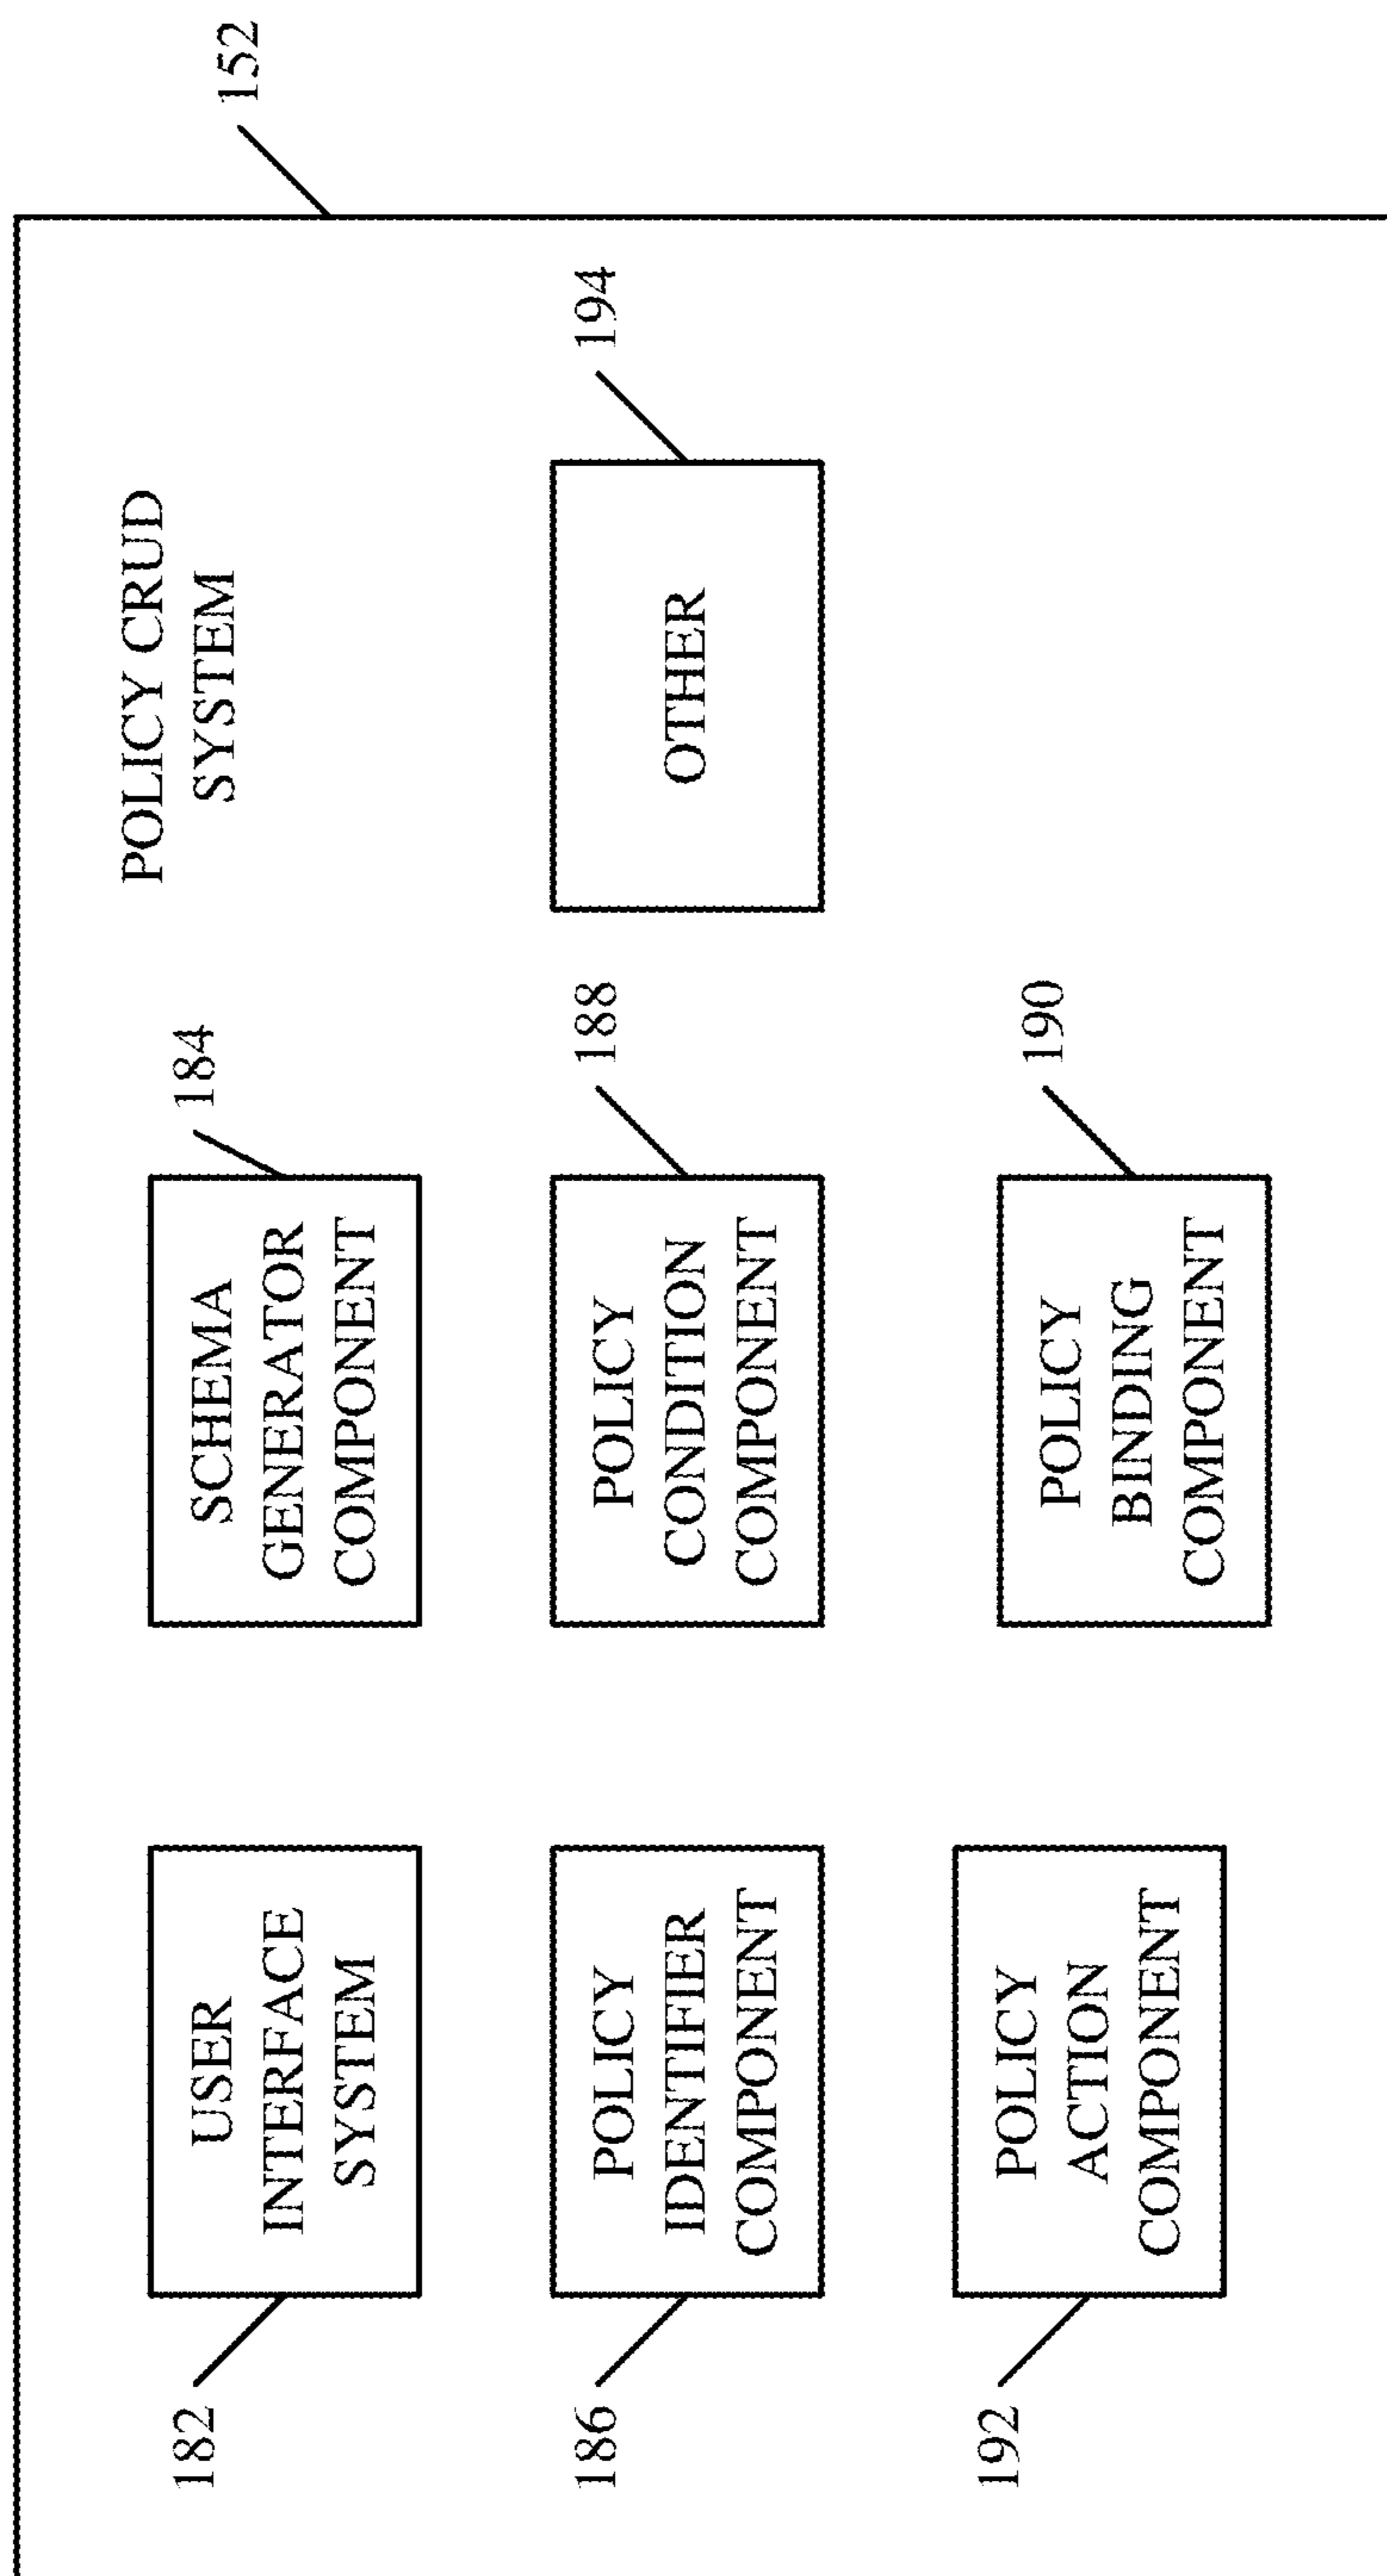 152
POLICY CRUD
SYSTEM
182
USER
INTERFACE
SYSTEM
SCHEMA
GENERATOR
COMPONENT
184
186
POLICY
IDENTIFIER
COMPONENT
POLICY
CONDITION
COMPONENT
188
OTHER
194
192
POLICY
ACTION
COMPONENT
POLICY
BINDING
COMPONENT
190